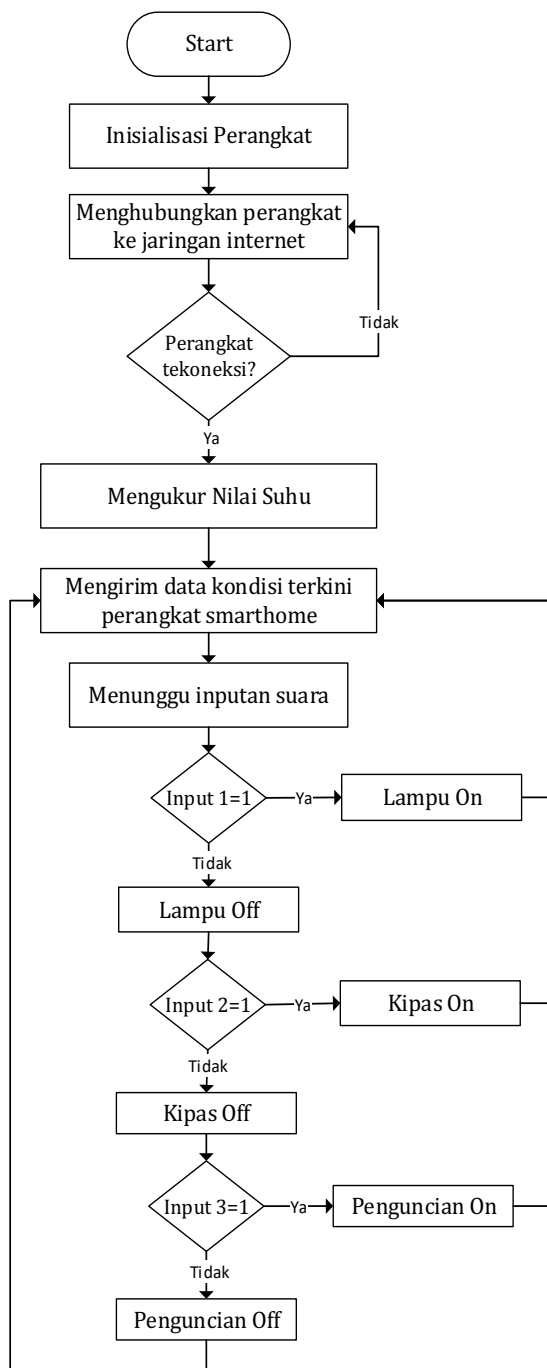 Start
Inisialisasi Perangkat
Menghubungkan perangkat
ke jaringan internet
Tidak
Perangkat
tekoneksi?
Ya
Mengukur Nilai Suhu
Mengirim data kondisi terkini
perangkat smarthome
Menunggu inputan suara
Input 1=1
Ya
Lampu On
Tidak
Lampu Off
Input 2=1
Ya
Kipas On
Tidak
Kipas Off
Input 3=1
Ya
Penguncian On
Tidak
Penguncian Off